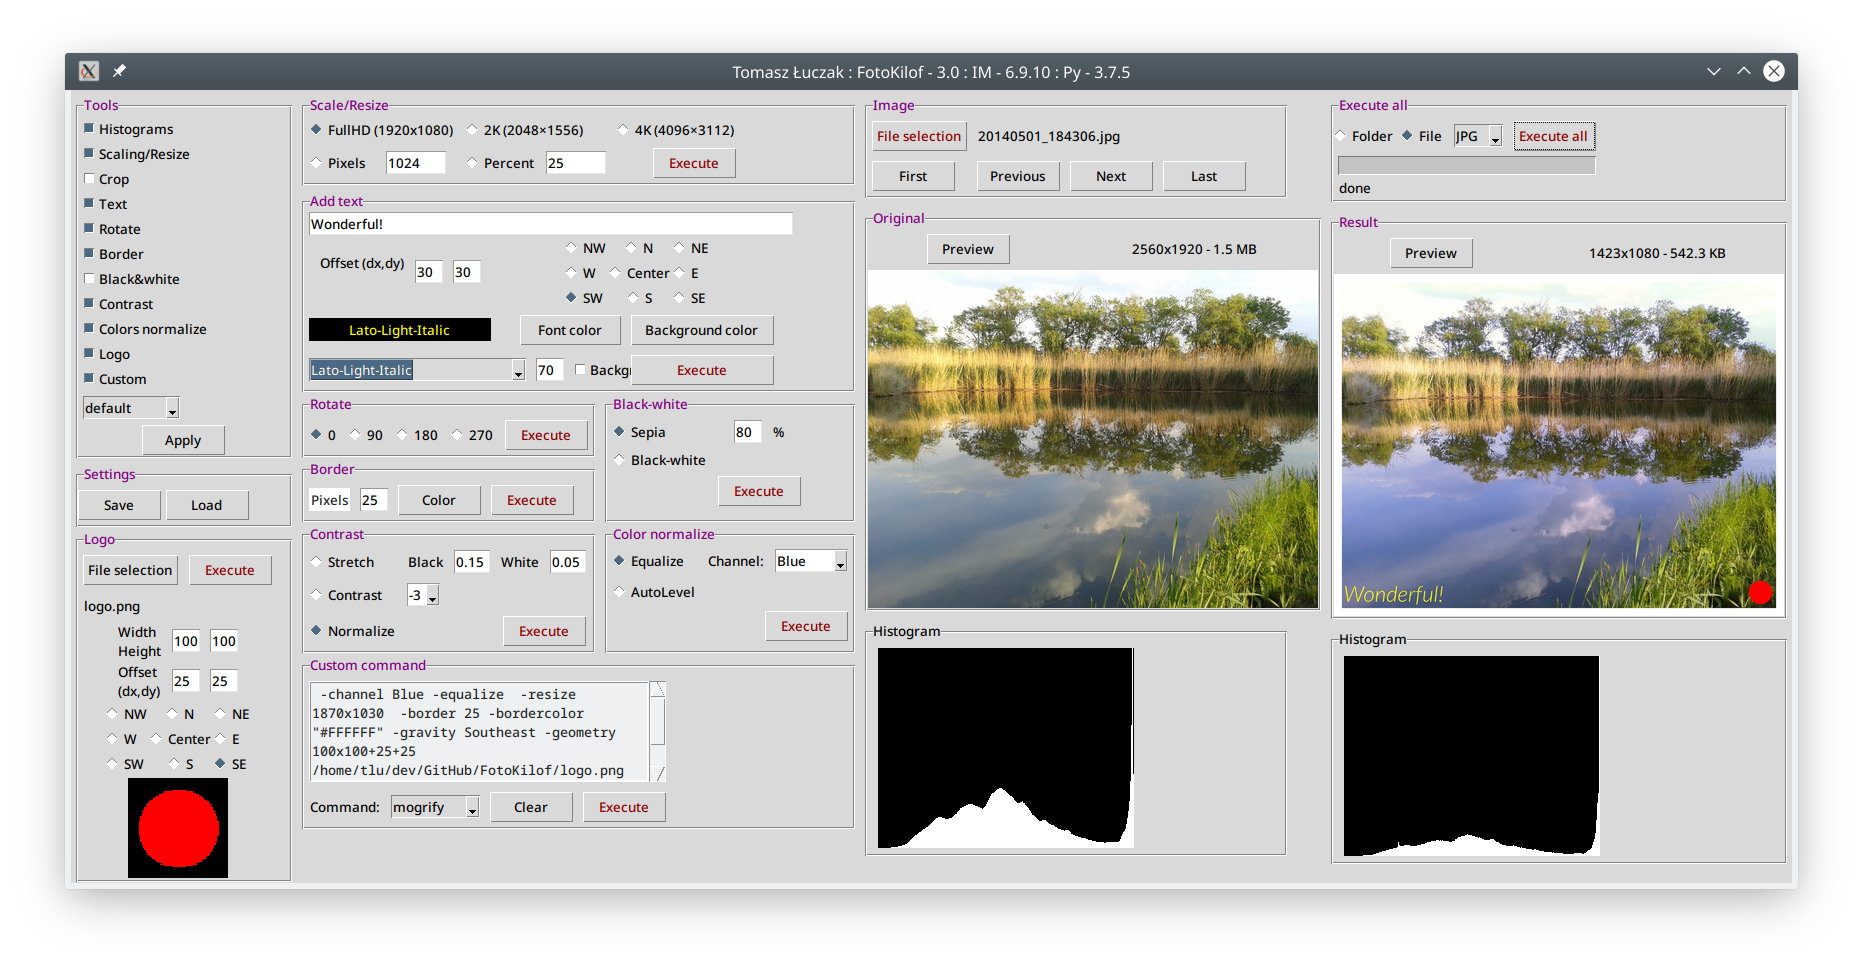 Tomasz Łuczak : FotoKilof - 3.0 : IM - 6.9.10 : Py - 3.7.5
Tools
Histograms
Scaling/Resize
Crop
Text
Rotate
Border
Black&white
Contrast
Colors normalize
Logo
Custom
default
Apply
Settings
Save Load
Logo
File selection Execute
logo.png
Width 100 100
Height
Offset 25 25
(dx,dy)
NW N NE
W Center E
SW S SE
Scale/Resize
FullHD (1920x1080) 2K (2048×1556) 4K (4096×3112)
Pixels 1024 Percent 25 Execute
Add text
Wonderful!
Offset (dx,dy) 30 30
NW N NE
W Center E
SW S SE
Lato-Light-Italic Font color Background color
Lato-Light-Italic 70 Backgr Execute
Rotate
0 90 180 270 Execute
Border
Pixels 25 Color Execute
Black-white
Sepia 80 %
Black-white
Execute
Contrast
Stretch Black 0.15 White 0.05
Contrast -3
Normalize Execute
Color normalize
Equalize Channel: Blue
AutoLevel
Execute
Custom command
-channel Blue -equalize -resize
1870x1030 -border 25 -bordercolor
"#FFFFFF" -gravity Southeast -geometry
100x100+25+25
/home/tlu/dev/GitHub/FotoKilof/logo.png
Command: mogrify Clear Execute
Image
File selection 20140501_184306.jpg
First Previous Next Last
Original
Preview 2560x1920 - 1.5 MB
Histogram
Execute all
Folder File JPG Execute all
done
Result
Preview 1423x1080 - 542.3 KB
Wonderful!
Histogram